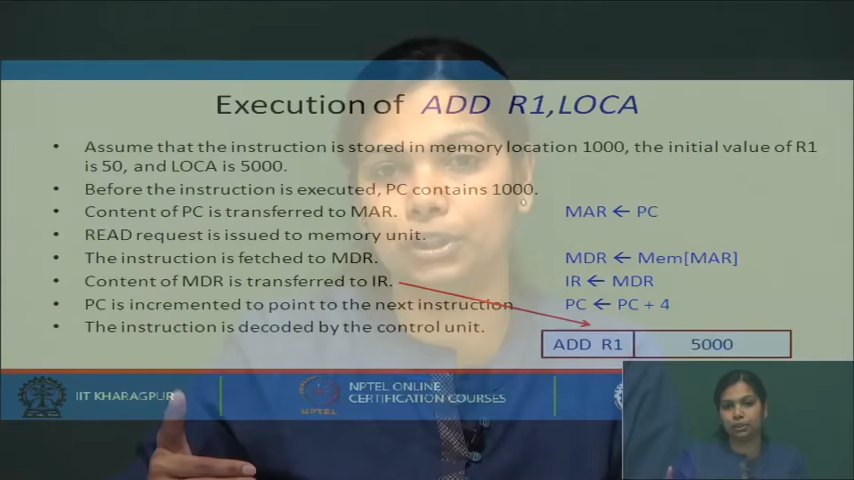 Execution of ADD R1,LOCA
• Assume that the instruction is stored in memory location 1000, the initial value of R1
is 50, and LOCA is 5000.
• Before the instruction is executed, PC contains 1000.
• Content of PC is transferred to MAR. MAR ← PC
• READ request is issued to memory unit.
• The instruction is fetched to MDR. MDR ← Mem[MAR]
• Content of MDR is transferred to IR. IR ← MDR
• PC is incremented to point to the next instruction. PC ← PC + 4
• The instruction is decoded by the control unit.
ADD R1 5000
IIT KHARAGPUR
NPTEL
NPTEL ONLINE
CERTIFICATION COURSES